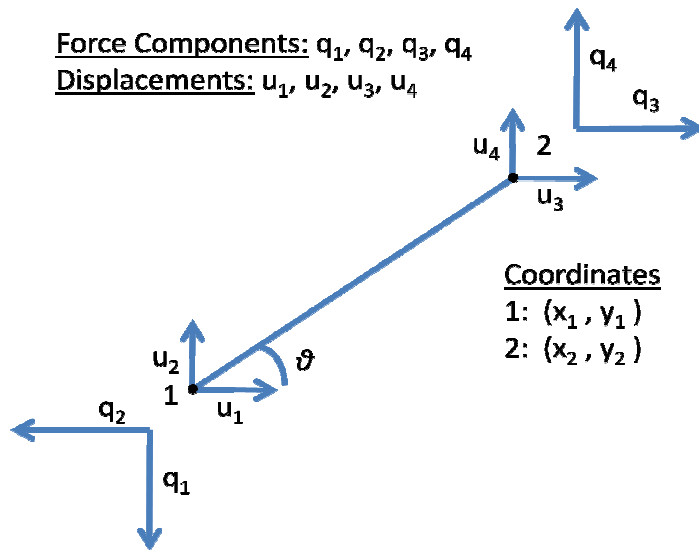 Force Components: q₁, q₂, q₃, q₄
Displacements: u₁, u₂, u₃, u₄
q₄
q₃
u₄ 2
u₃
Coordinates
1: (x₁ , y₁ )
2: (x₂ , y₂ )
u₂
ϑ
1
u₁
q₂
q₁